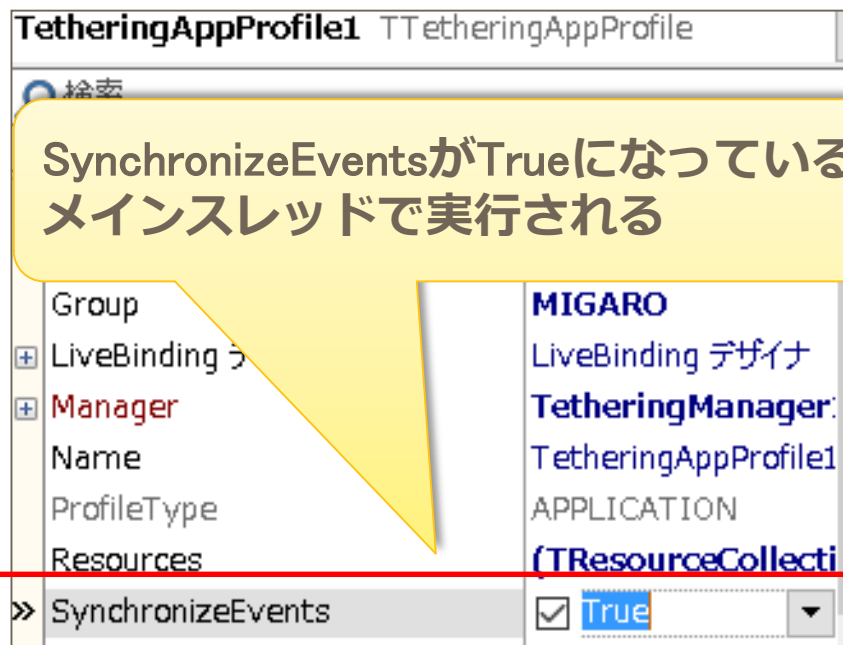 TetheringAppProfile1 TTetheringAppProfile
検索
SynchronizeEventsがTrueになっている
メインスレッドで実行される
Group MIGARO
LiveBinding デ LiveBinding デザイナ
Manager TetheringManager
Name TetheringAppProfile1
ProfileType APPLICATION
Resources (TResourceCollecti
SynchronizeEvents True